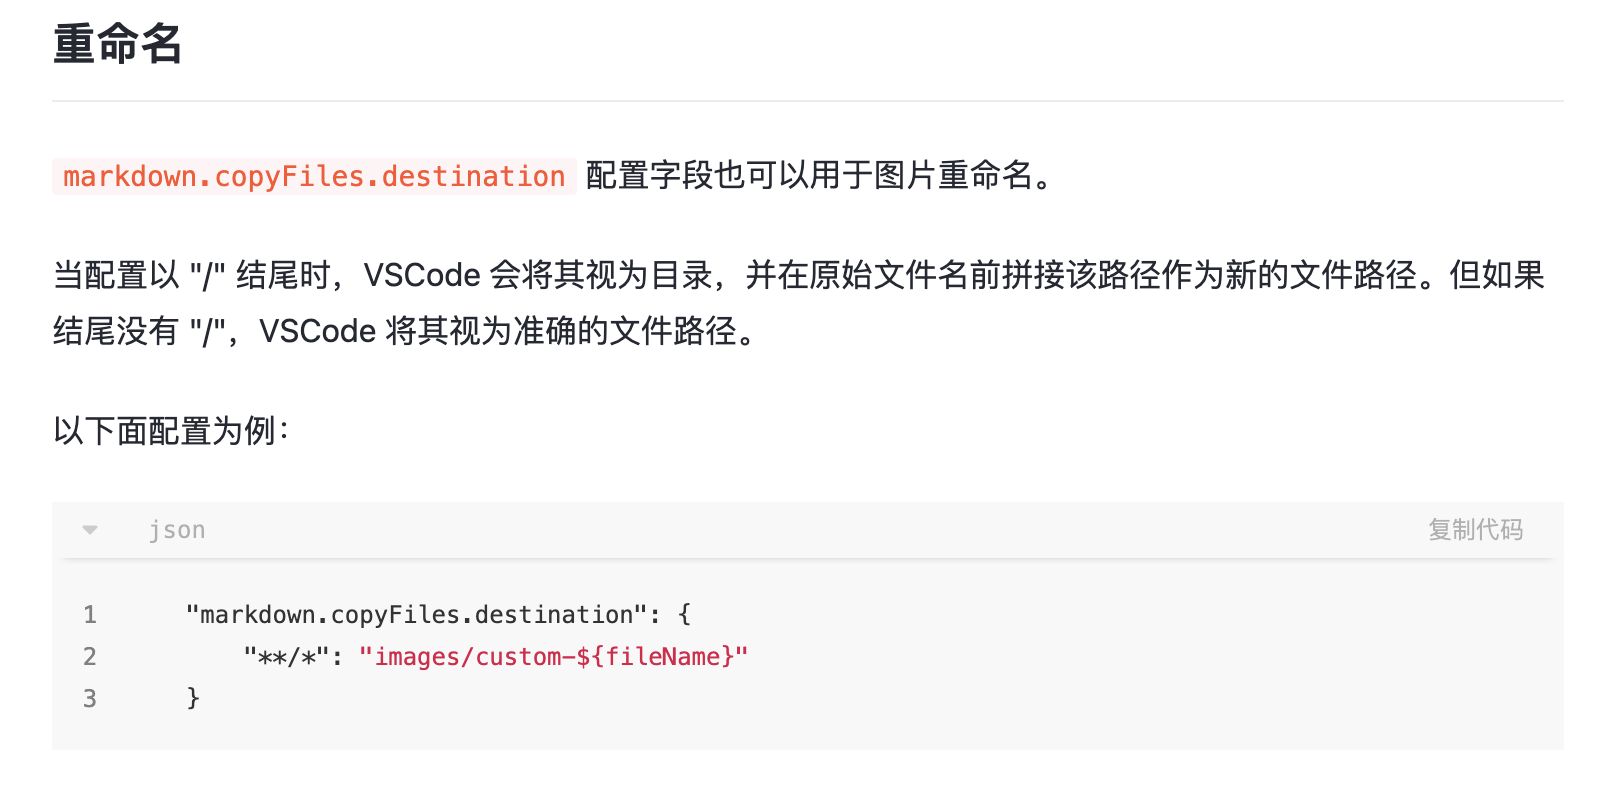 重命名
markdown.copyFiles.destination 配置字段也可以用于图片重命名。
当配置以 "/" 结尾时，VSCode 会将其视为目录，并在原始文件名前拼接该路径作为新的文件路径。但如果
结尾没有 "/"，VSCode 将其视为准确的文件路径。
以下面配置为例：
json 复制代码
1 "markdown.copyFiles.destination": {
2 "**/*": "images/custom-${fileName}"
3 }